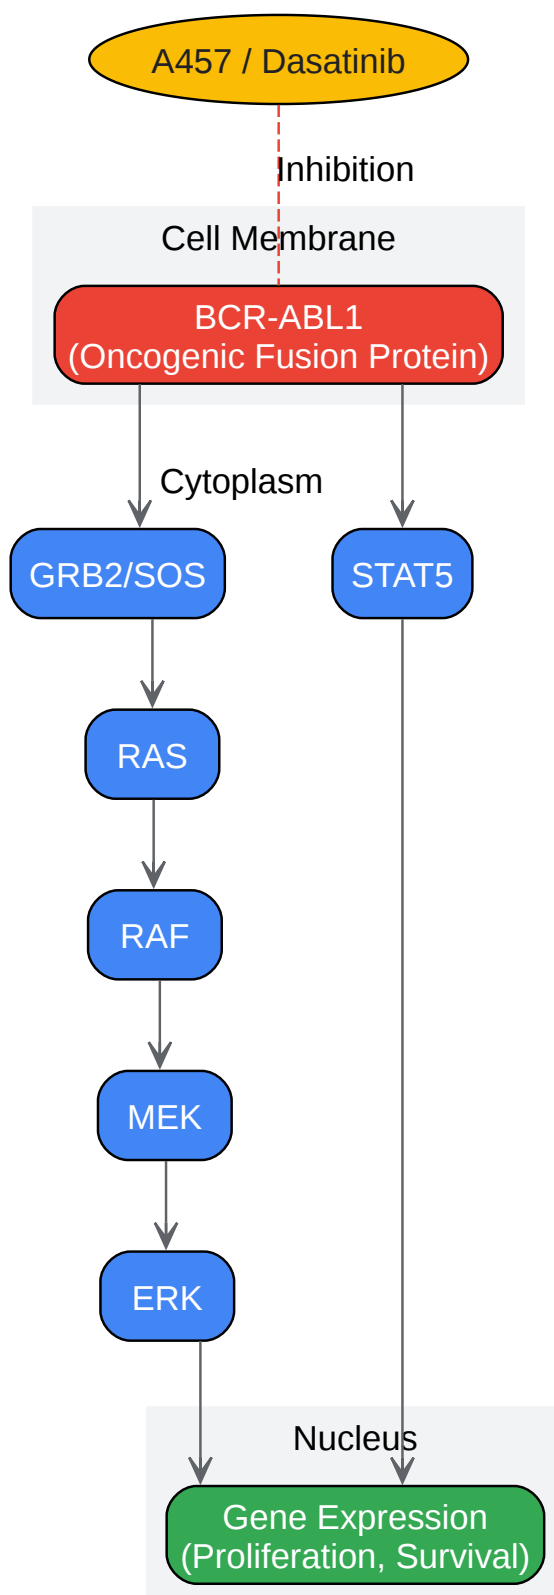 A457 / Dasatinib
Inhibition
Cell Membrane
BCR-ABL1
(Oncogenic Fusion Protein)
Cytoplasm
GRB2/SOS
STAT5
RAS
RAF
MEK
ERK
Nucleus
Gene Expression
(Proliferation, Survival)